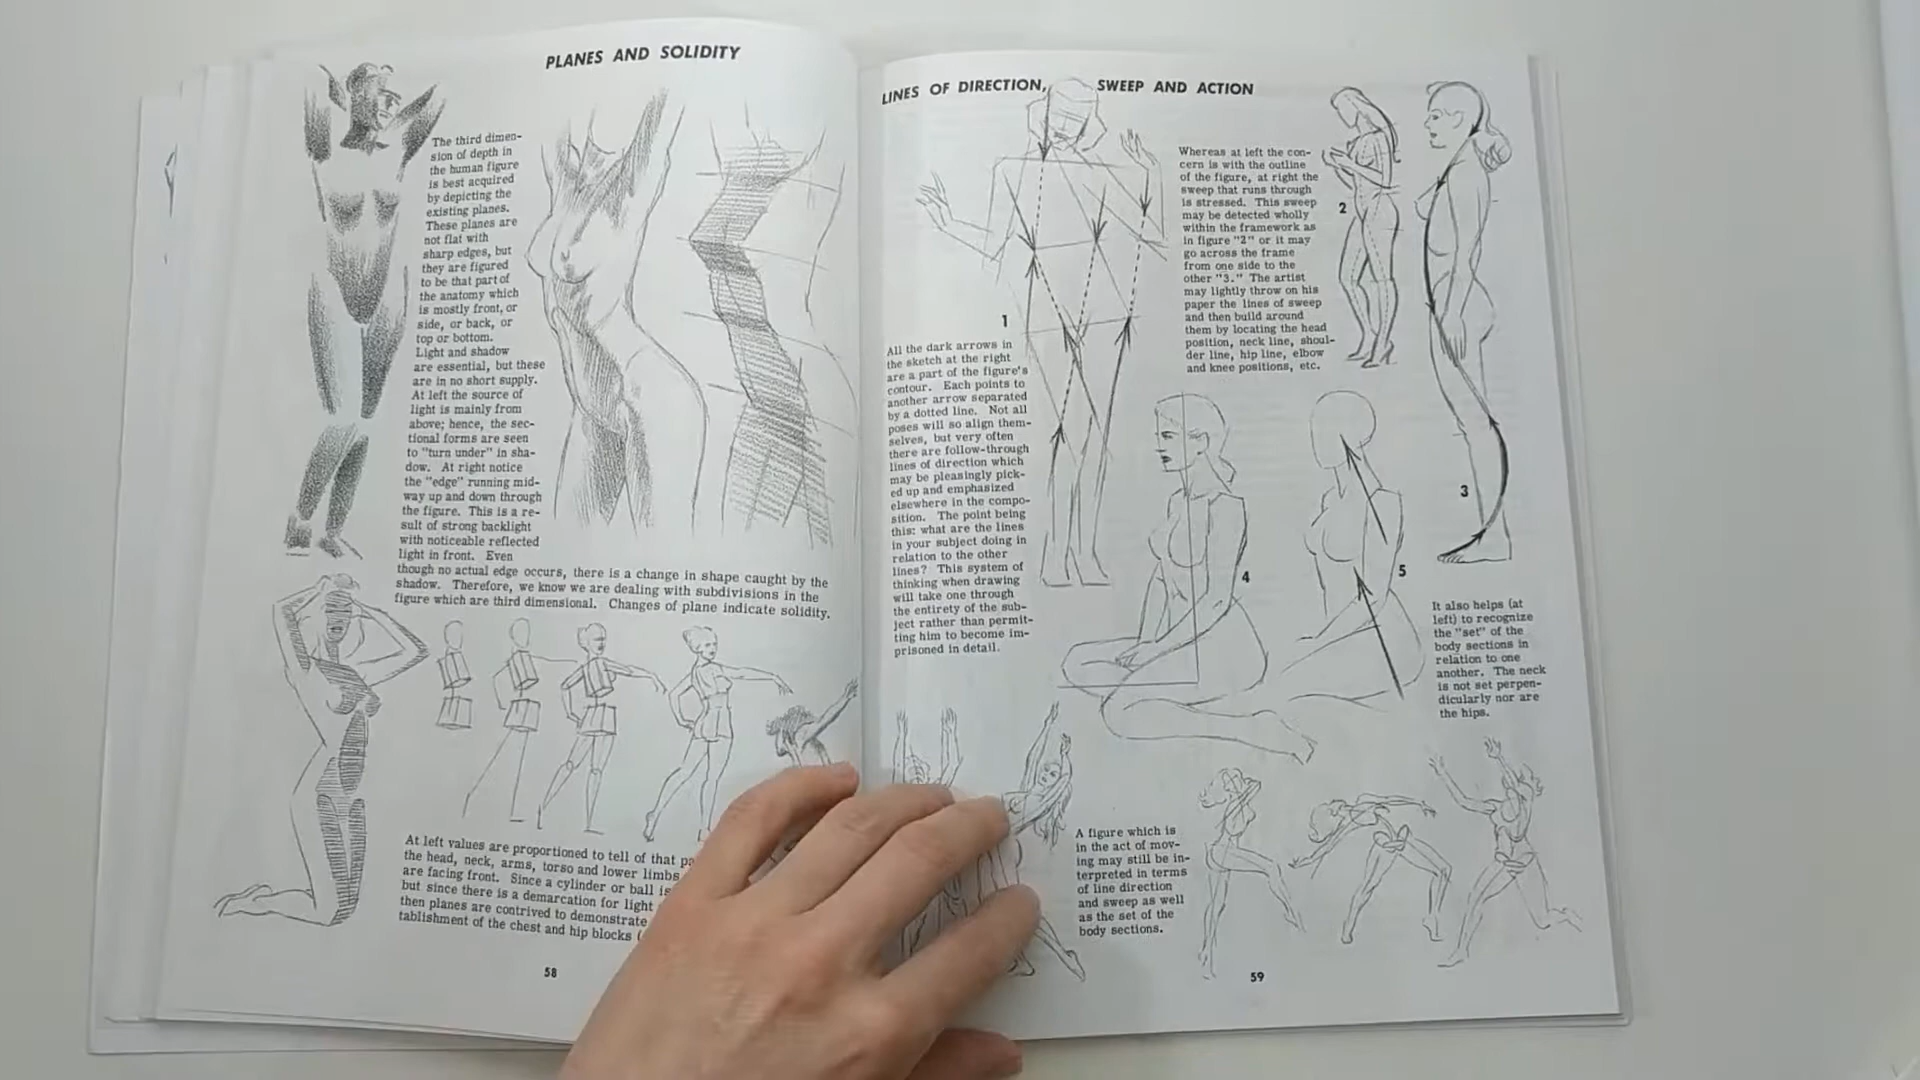 PLANES AND SOLIDITY
The third dimen-
sion of depth in
the human figure
is best acquired
by depicting the
existing planes.
These planes are
not flat with
sharp edges, but
they are figured
to be that part of
the anatomy which
is mostly front, or
side, or back, or
top or bottom.
Light and shadow
are essential, but these
are in no short supply.
At left the source of
light is mainly from
above; hence, the sec-
tional forms are seen
to "turn under" in sha-
dow. At right notice
the "edge" running mid-
way up and down through
the figure. This is a re-
sult of strong backlight
with noticeable reflected
light in front. Even
though no actual edge occurs, there is a change in shape caught by the
shadow. Therefore, we know we are dealing with subdivisions in the
figure which are third dimensional. Changes of plane indicate solidity.
At left values are proportioned to tell of that
the head, neck, arms, torso and lower limbs
are facing front. Since a cylinder or ball is
but since there is a demarcation for light
then planes are contrived to demonstrate
tablishment of the chest and hip blocks (
58
LINES OF DIRECTION, SWEEP AND ACTION
1
All the dark arrows in
the sketch at the right
are a part of the figure's
contour. Each points to
another arrow separated
by a dotted line. Not all
poses will so align them-
selves, but very often
there are follow-through
lines of direction which
may be pleasingly pick-
ed up and emphasized
elsewhere in the compo-
sition. The point being
this: what are the lines
in your subject doing in
relation to the other
lines? This system of
thinking when drawing
will take one through
the entirety of the sub-
ject rather than permit-
ting him to become im-
prisoned in detail.
Whereas at left the con-
cern is with the outline
of the figure, at right the
sweep that runs through
is stressed. This sweep
may be detected wholly
within the framework as
in figure "2" or it may
go across the frame
from one side to the
other "3." The artist
may lightly throw on his
paper the lines of sweep
and then build around
them by locating the head
position, neck line, shoul-
der line, hip line, elbow
and knee positions, etc.
2
3
4
5
It also helps (at
left) to recognize
the "set" of the
body sections in
relation to one
another. The neck
is not set perpen-
dicularly nor are
the hips.
A figure which is
in the act of mov-
ing may still be in-
terpreted in terms
of line direction
and sweep as well
as the set of the
body sections.
59